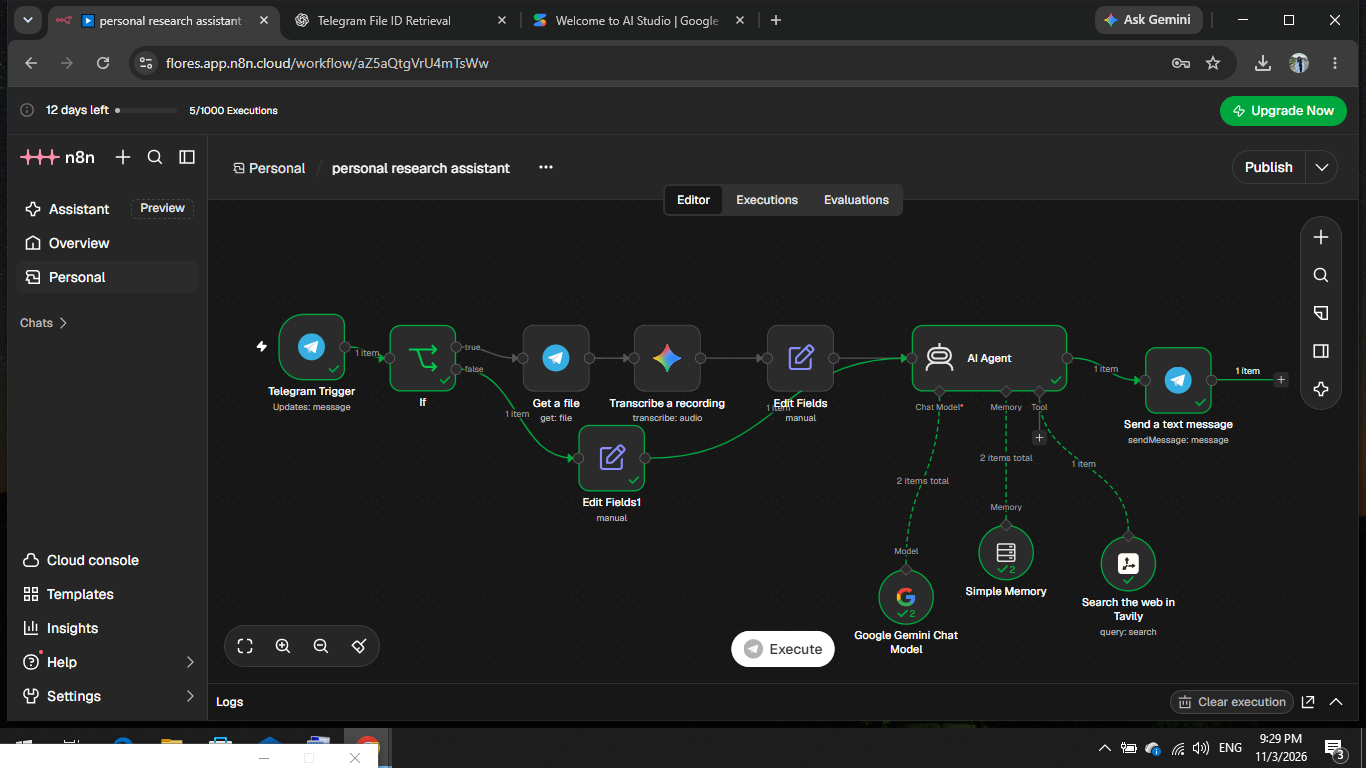 personal research assistant
Telegram File ID Retrieval
Welcome to AI Studio | Google
Ask Gemini
flores.app.n8n.cloud/workflow/aZ5aQtgVrU4mTsWw
12 days left
5/1000 Executions
Upgrade Now
n8n
Personal / personal research assistant
Publish
Editor
Executions
Evaluations
Assistant
Preview
Overview
Personal
Chats
Telegram Trigger
Updates: message
1 item
If
true
false
1 item
Get a file
get: file
Transcribe a recording
transcribe: audio
Edit Fields
manual
1 item
Edit Fields1
manual
AI Agent
Chat Model*
Memory
Tool
1 item
Send a text message
sendMessage: message
1 item
2 items total
2 items total
1 item
Model
Memory
2
Google Gemini Chat
Model
2
Simple Memory
Search the web in
Tavily
query: search
Execute
Cloud console
Templates
Insights
Help
Settings
Logs
Clear execution
ENG
9:29 PM
11/3/2026
3